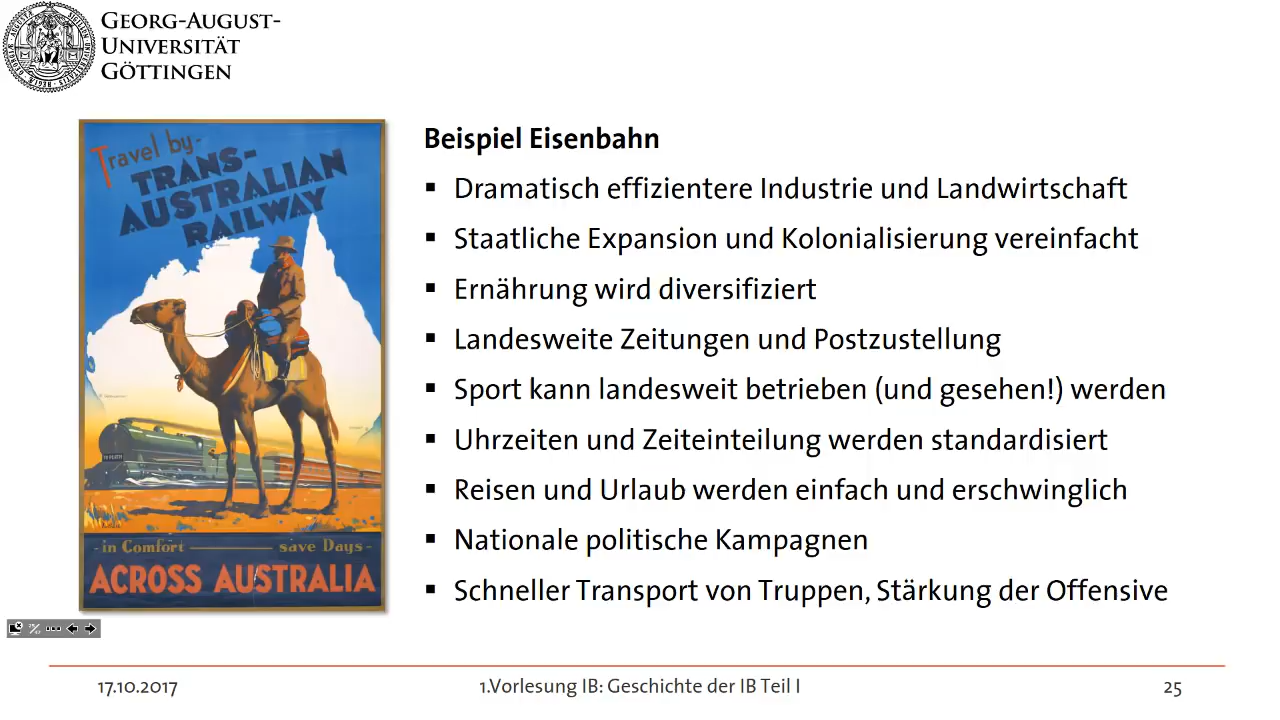 GEORG-AUGUST-
UNIVERSITÄT
GÖTTINGEN
Travel by-
TRANS-
AUSTRALIAN
RAILWAY
TO PERTH
- in Comfort — save Days -
ACROSS AUSTRALIA
Beispiel Eisenbahn
▪ Dramatisch effizientere Industrie und Landwirtschaft
▪ Staatliche Expansion und Kolonialisierung vereinfacht
▪ Ernährung wird diversifiziert
▪ Landesweite Zeitungen und Postzustellung
▪ Sport kann landesweit betrieben (und gesehen!) werden
▪ Uhrzeiten und Zeiteinteilung werden standardisiert
▪ Reisen und Urlaub werden einfach und erschwinglich
▪ Nationale politische Kampagnen
▪ Schneller Transport von Truppen, Stärkung der Offensive
17.10.2017
1.Vorlesung IB: Geschichte der IB Teil I
25